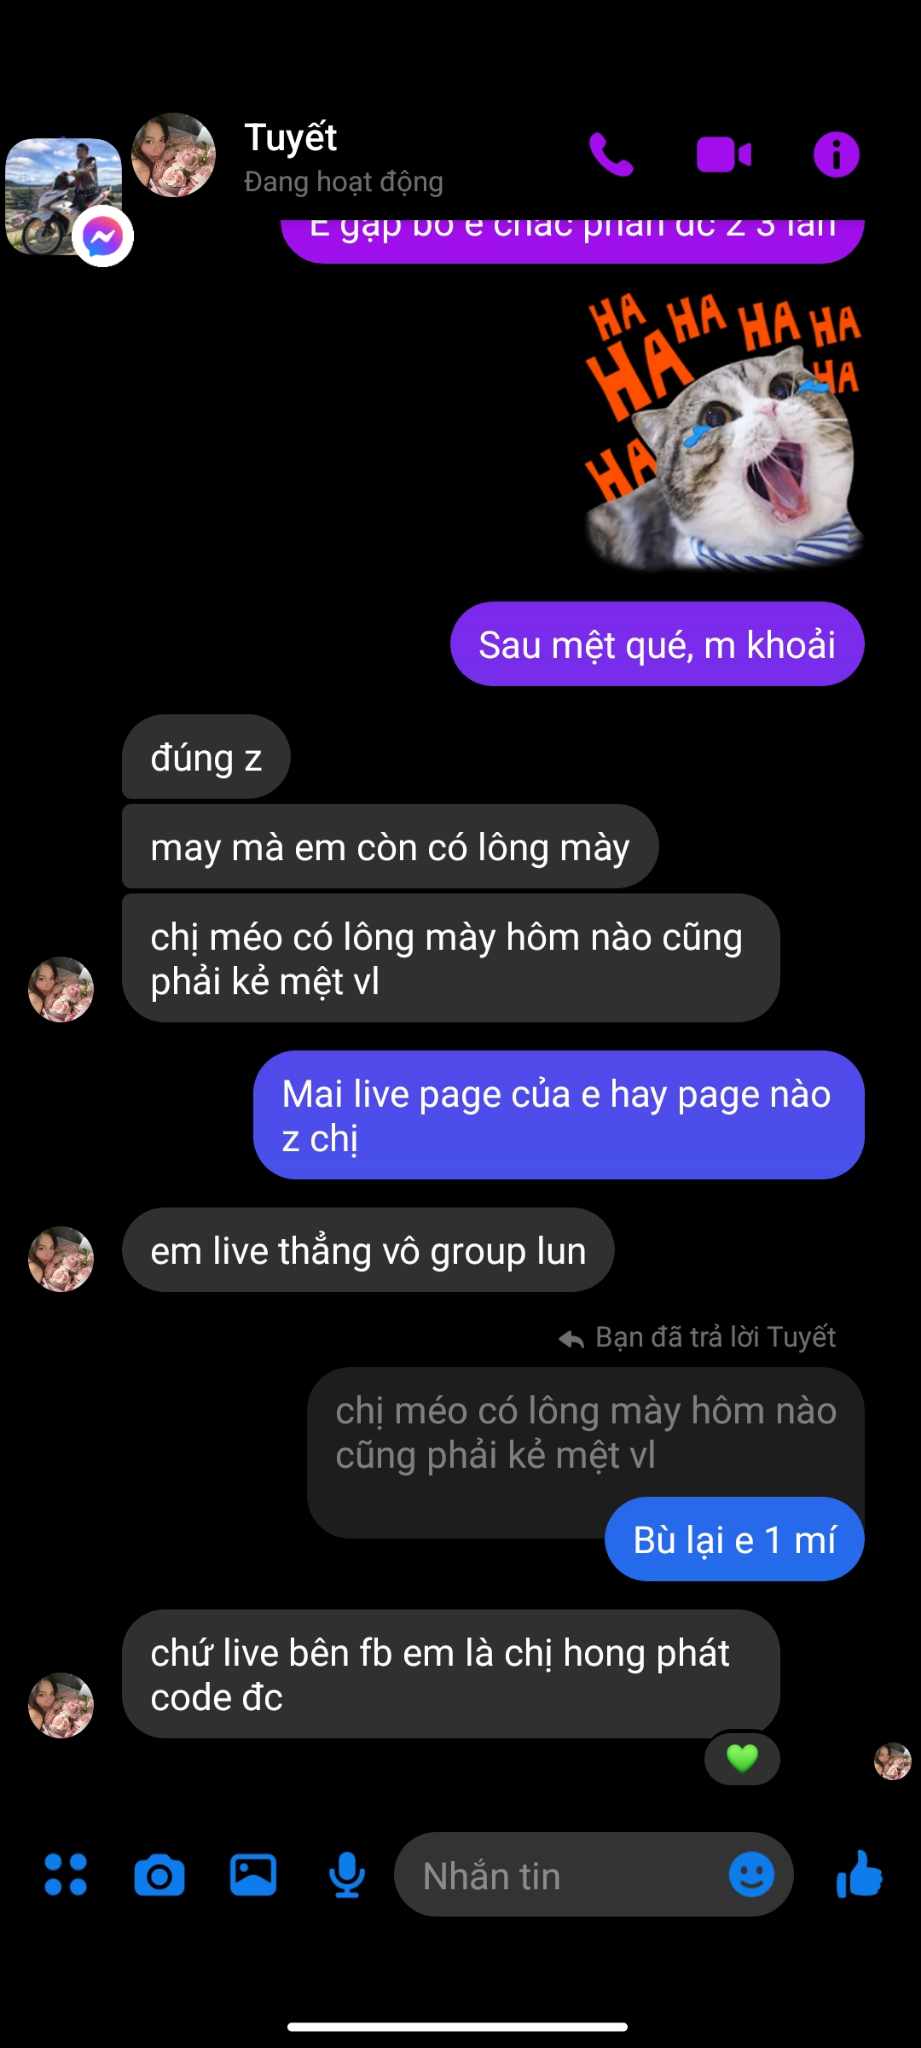 Tuyết
Đang hoạt động
E gặp bồ e chắc phấn đc 2 3 lần
HA HA HA HA
HA HA
HA
Sau mệt qué, m khoải
đúng z
may mà em còn có lông mày
chị méo có lông mày hôm nào cũng
phải kẻ mệt vl
Mai live page của e hay page nào
z chị
em live thẳng vô group lun
Bạn đã trả lời Tuyết
chị méo có lông mày hôm nào
cũng phải kẻ mệt vl
Bù lại e 1 mí
chứ live bên fb em là chị hong phát
code đc
Nhắn tin